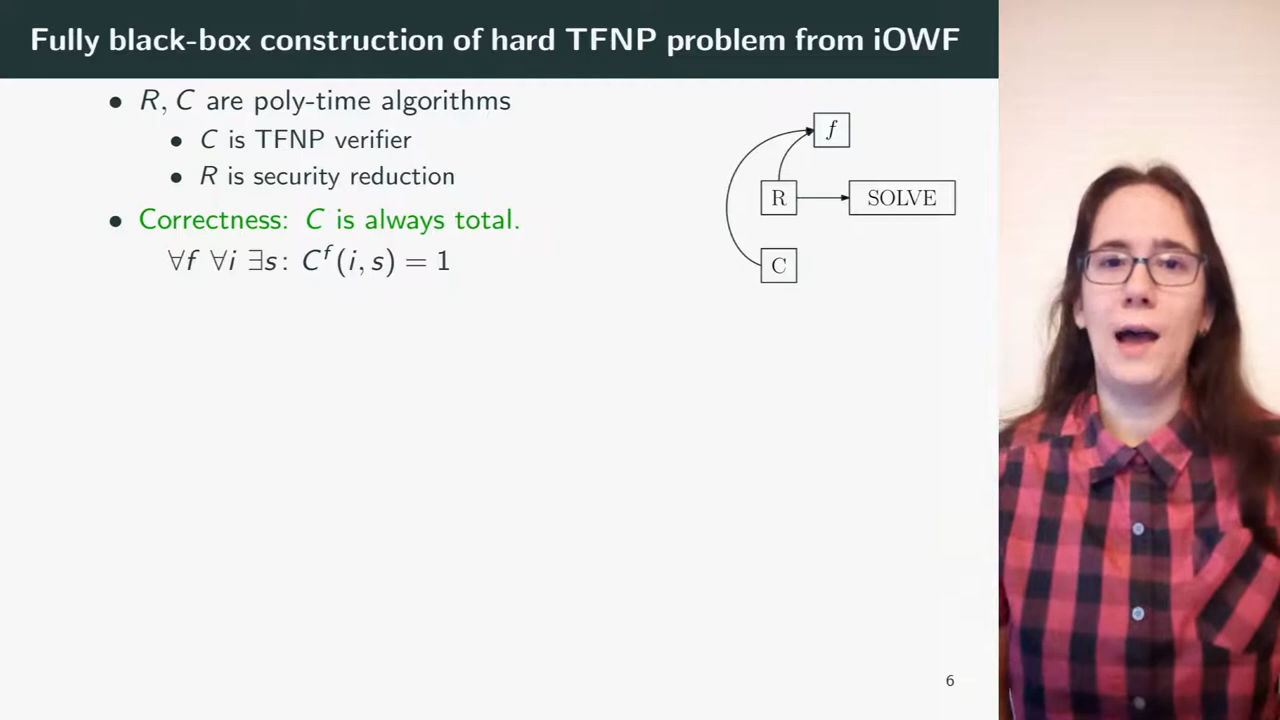 Fully black-box construction of hard TFNP problem from iOWF
• R, C are poly-time algorithms
• C is TFNP verifier
• R is security reduction
• Correctness: C is always total.
∀f ∀i ∃s: C^f(i, s) = 1
f
R
SOLVE
C
6